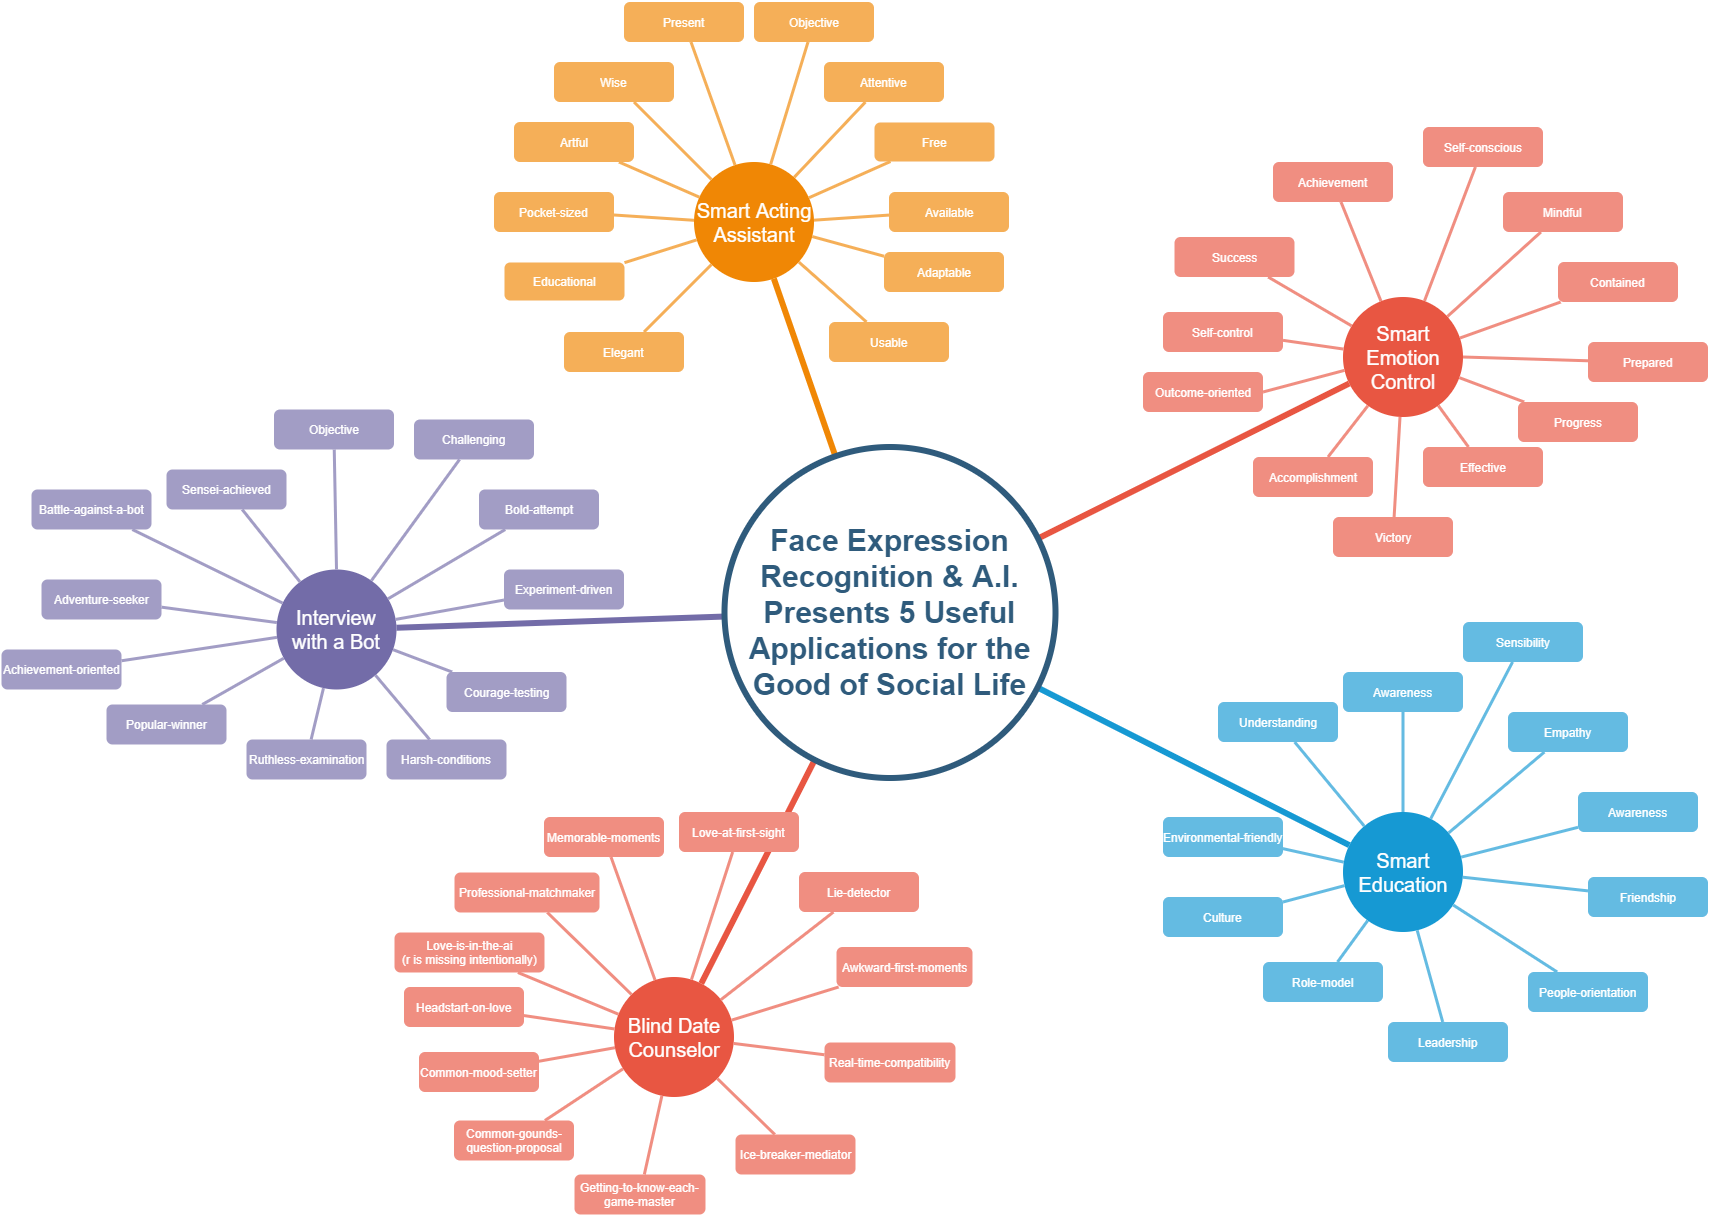 Present
Objective
Wise
Attentive
Artful
Free
Pocket-sized
Available
Educational
Adaptable
Elegant
Usable
Smart Acting
Assistant
Self-conscious
Achievement
Mindful
Success
Contained
Self-control
Prepared
Outcome-oriented
Progress
Accomplishment
Effective
Victory
Smart
Emotion
Control
Objective
Challenging
Sensei-achieved
Battle-against-a-bot
Bold-attempt
Adventure-seeker
Experiment-driven
Achievement-oriented
Courage-testing
Popular-winner
Ruthless-examination
Harsh-conditions
Interview
with a Bot
Face Expression
Recognition & A.I.
Presents 5 Useful
Applications for the
Good of Social Life
Sensibility
Awareness
Understanding
Empathy
Awareness
Environmental-friendly
Friendship
Culture
Role-model
People-orientation
Leadership
Smart
Education
Memorable-moments
Love-at-first-sight
Professional-matchmaker
Lie-detector
Love-is-in-the-ai
(r is missing intentionally)
Awkward-first-moments
Headstart-on-love
Real-time-compatibility
Common-mood-setter
Common-gounds-
question-proposal
Ice-breaker-mediator
Getting-to-know-each-
game-master
Blind Date
Counselor